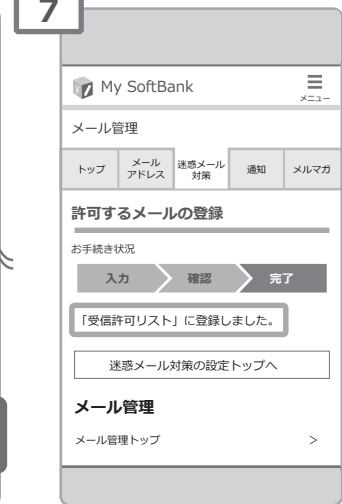 7
My SoftBank
メニュー
メール管理
トップ
メール
アドレス
迷惑メール
対策
通知
メルマガ
許可するメールの登録
お手続き状況
入力
確認
完了
「受信許可リスト」に登録しました。
迷惑メール対策の設定トップへ
メール管理
メール管理トップ >